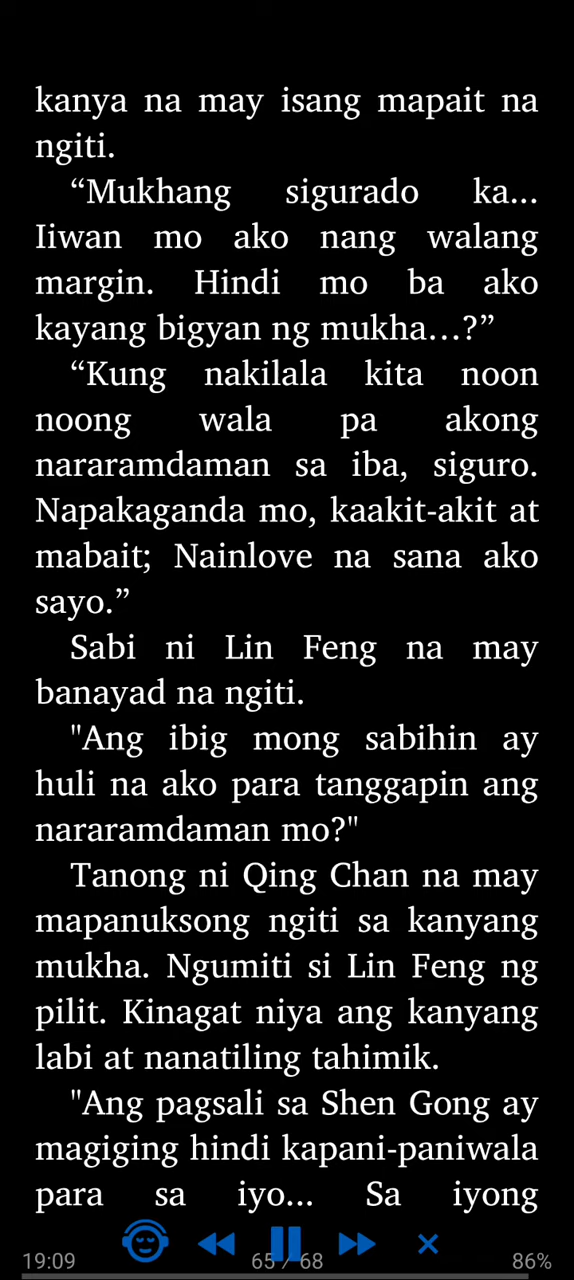 kanya na may isang mapait na
ngiti.
“Mukhang sigurado ka...
Iiwan mo ako nang walang
margin. Hindi mo ba ako
kayang bigyan ng mukha…?”
“Kung nakilala kita noon
noong wala pa akong
nararamdaman sa iba, siguro.
Napakaganda mo, kaakit-akit at
mabait; Nainlove na sana ako
sayo.”
Sabi ni Lin Feng na may
banayad na ngiti.
"Ang ibig mong sabihin ay
huli na ako para tanggapin ang
nararamdaman mo?"
Tanong ni Qing Chan na may
mapanuksong ngiti sa kanyang
mukha. Ngumiti si Lin Feng ng
pilit. Kinagat niya ang kanyang
labi at nanatiling tahimik.
"Ang pagsali sa Shen Gong ay
magiging hindi kapani-paniwala
para sa iyo... Sa iyong
19:09 65 / 68 86%